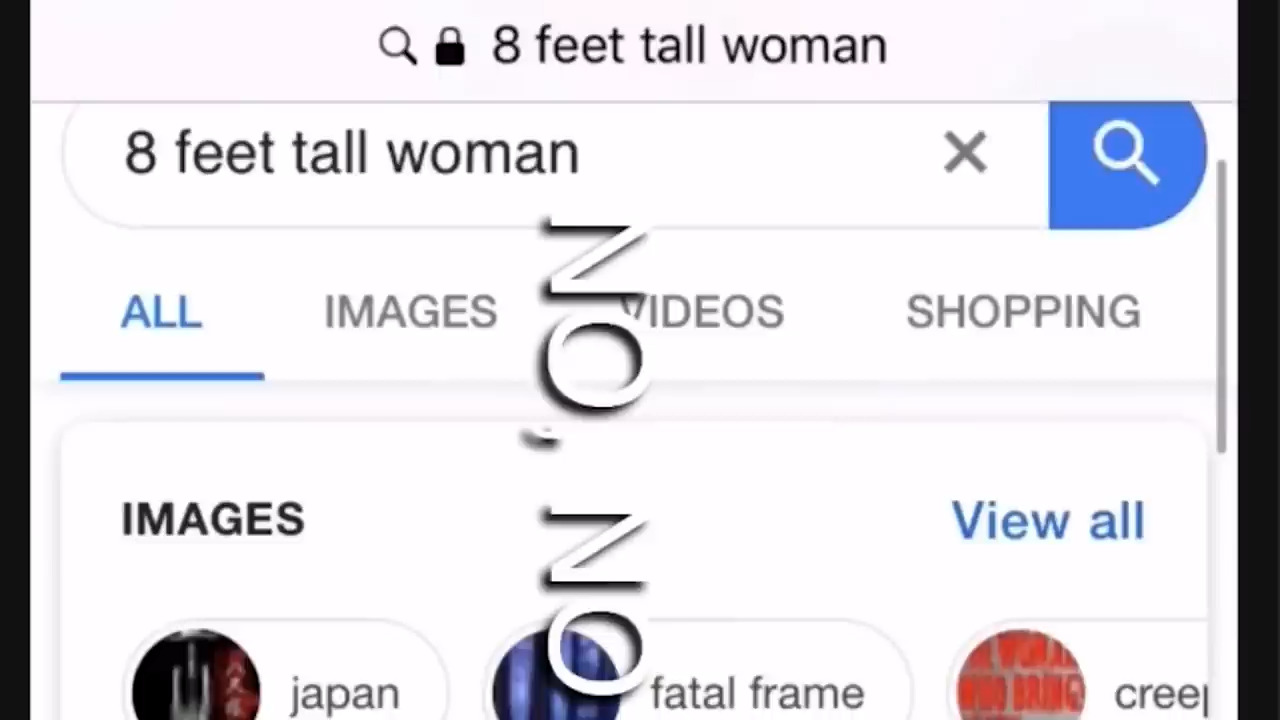 8 feet tall woman
8 feet tall woman
ALL IMAGES VIDEOS SHOPPING
NO, NO
IMAGES View all
japan fatal frame